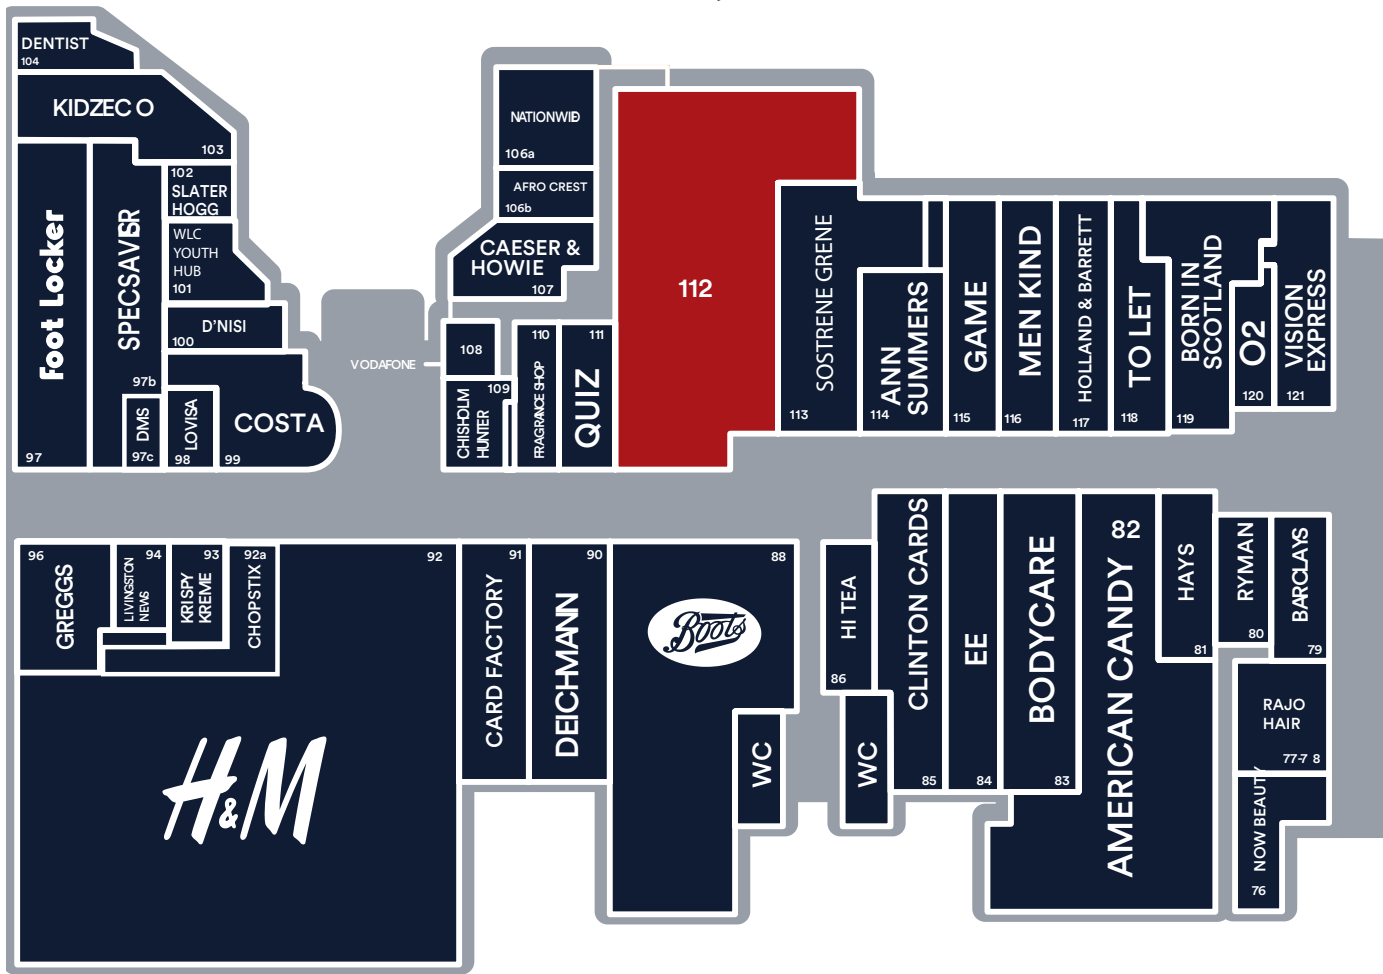 DENTIST
104
KIDZEC O
103
foot Locker
97
SPECSAVER
97b
102
SLATER
HOGG
WLC
YOUTH
HUB
101
D'NISI
100
DMS
97c
LOVISA
98
COSTA
99
NATIONWID
106a
AFRO CREST
106b
CAESER &
HOWIE
107
VODAFONE
108
109
CHISHOLM
HUNTER
110
FRAGRANCE SHOP
111
QUIZ
112
SOSTRENE GRENE
113
ANN
SUMMERS
114
GAME
115
MEN KIND
116
HOLLAND & BARRETT
117
TO LET
118
BORN IN
SCOTLAND
119
O2
120
VISION
EXPRESS
121
96
GREGGS
94
LIVINGSTON
NEWS
93
KRISPY
KREME
92a
CHOPSTIX
92
H&M
91
CARD FACTORY
90
DEICHMANN
88
Boots
WC
HI TEA
86
WC
CLINTON CARDS
85
EE
84
BODYCARE
83
82
AMERICAN CANDY
HAYS
81
RYMAN
80
BARCLAYS
79
RAJO
HAIR
77-7 8
NOW BEAUTY
76